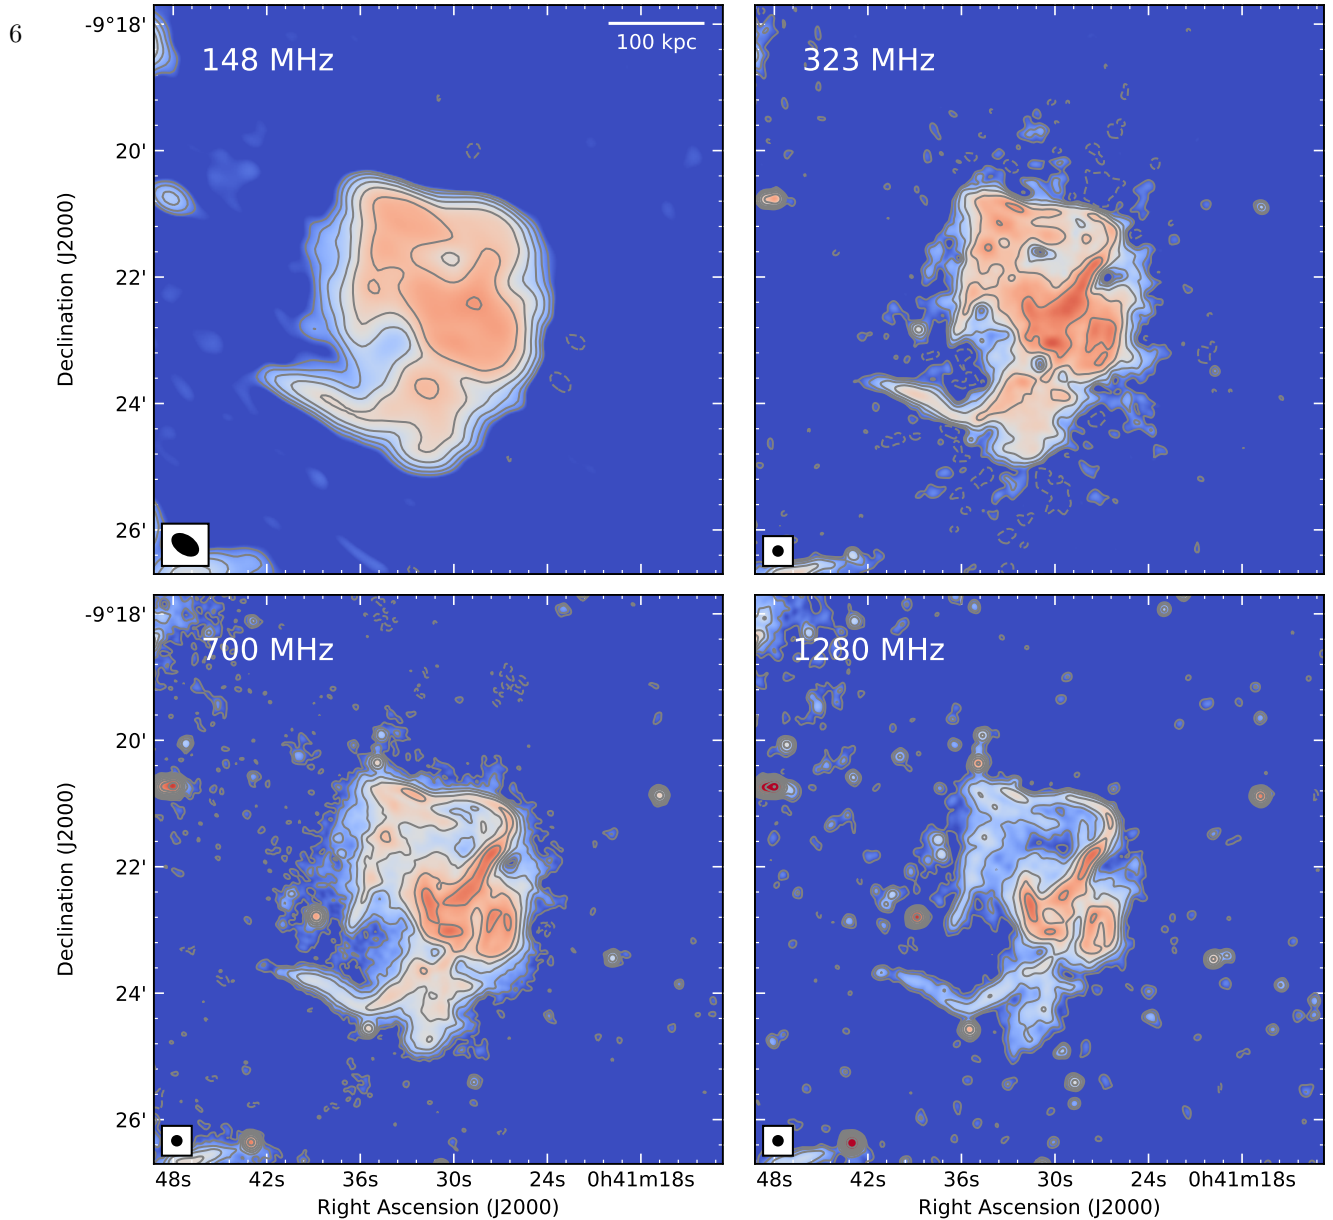 6
148 MHz
100 kpc
323 MHz
-9°18'
20'
22'
24'
26'
Declination (J2000)
700 MHz
1280 MHz
-9°18'
20'
22'
24'
26'
Declination (J2000)
48s 42s 36s 30s 24s 0h41m18s
48s 42s 36s 30s 24s 0h41m18s
Right Ascension (J2000)
Right Ascension (J2000)